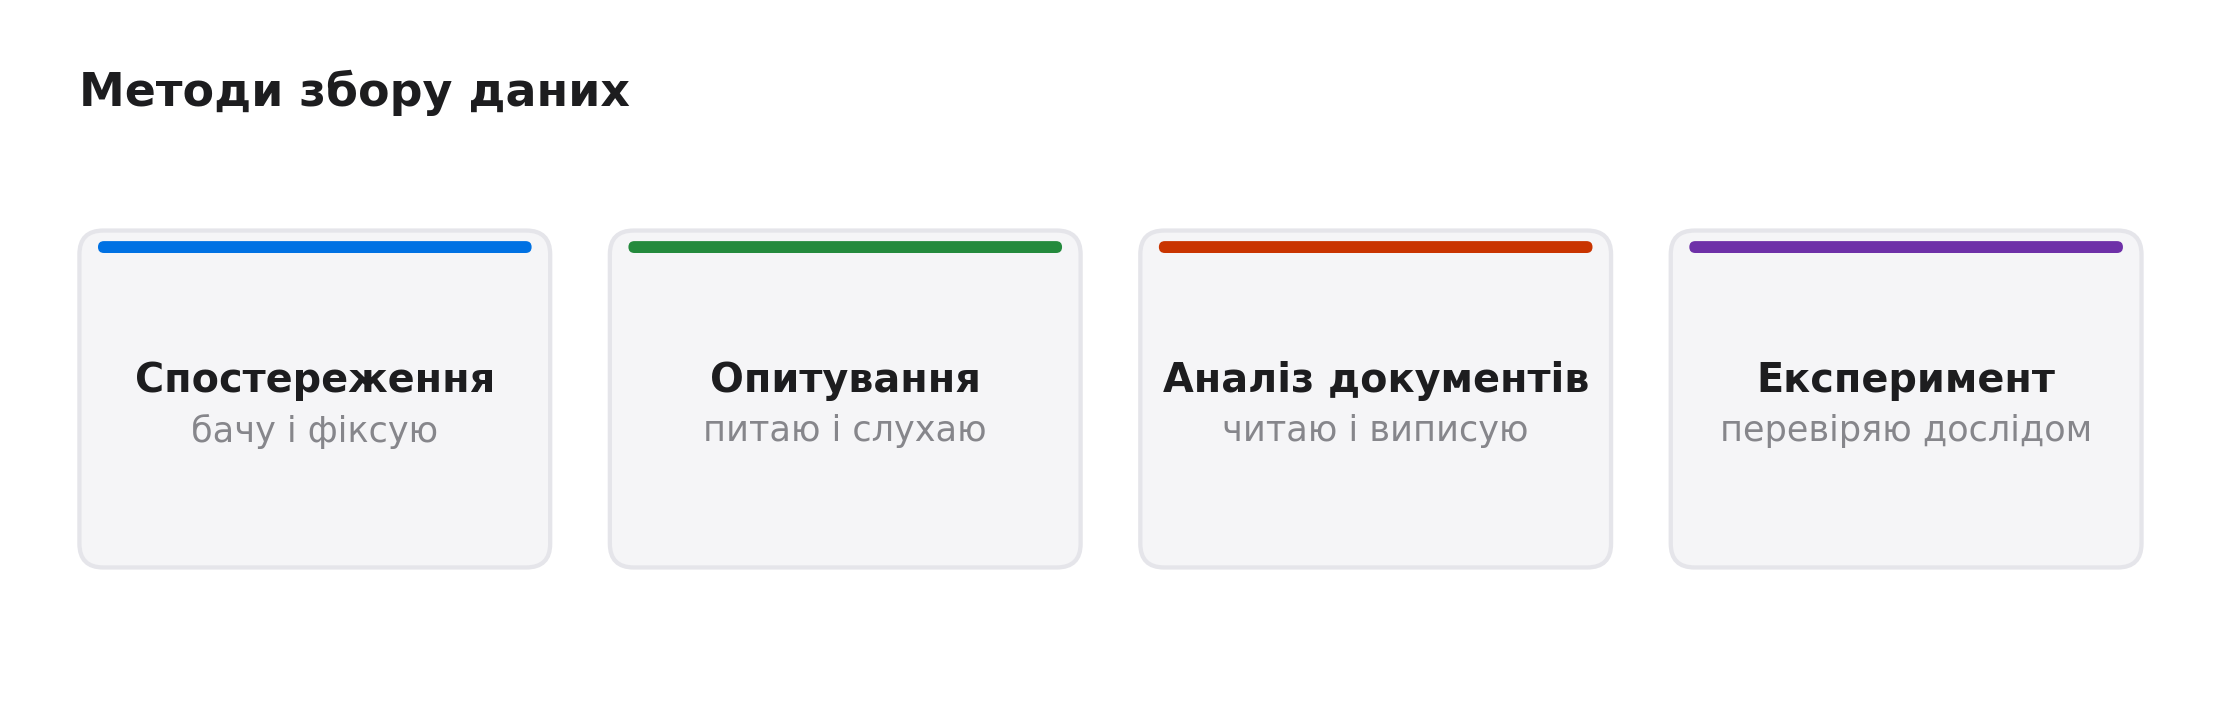 Методи збору даних
Спостереження
бачу і фіксую
Опитування
питаю і слухаю
Аналіз документів
читаю і виписую
Експеримент
перевіряю дослідом